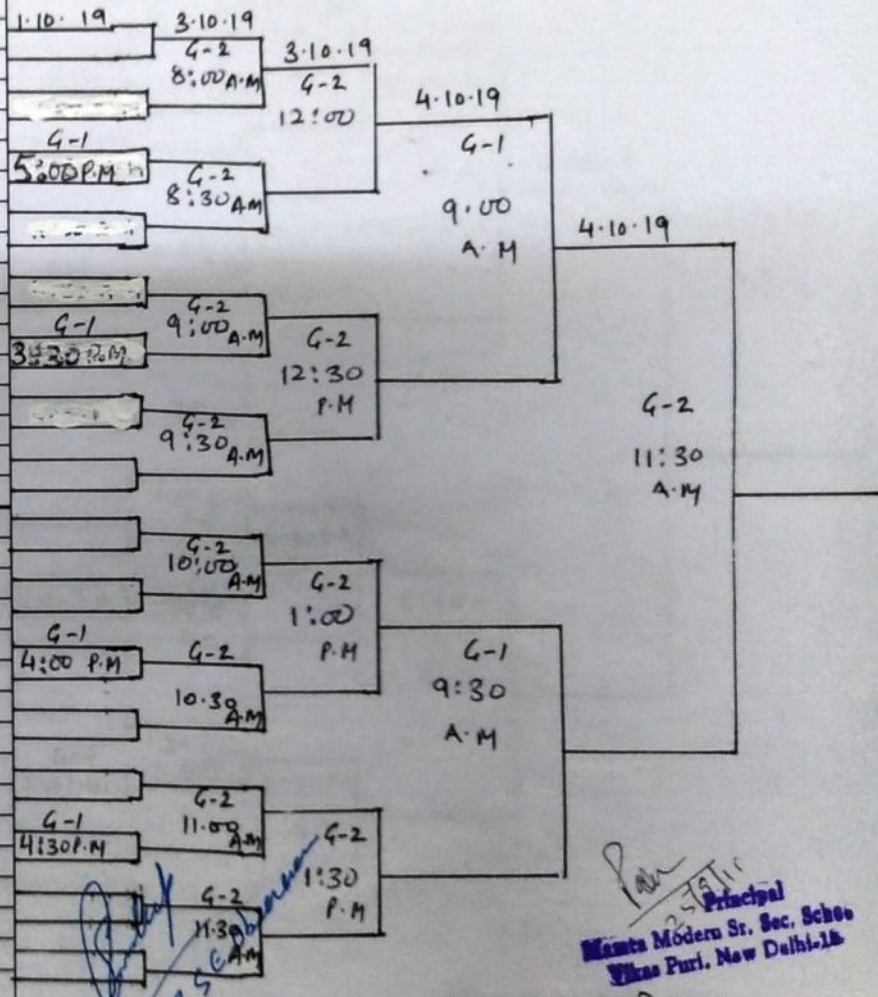 1.10. 19
3.10.19
G-2
8:00 A.M
3.10.19
G-2
12:00
4.10.19
G-1
9.00
A.M
4.10.19
G-2
11:30
A.M
G-1
5:00 P.M
G-2
8:30 A.M
G-1
3:30 P.M.
G-2
9:00 A.M
G-2
12:30
P.M
G-2
9:30 A.M
G-2
10:00
A.M
G-2
1:00
P.M
G-1
4:00 P.M
G-2
10.30
A.M
G-1
9:30
A.M
G-1
4:30P.M
G-2
11.00
A.M
G-2
1:30
P.M
G-2
11.30
A.M
Principal
Mamta Modern Sr. Sec. School
Vikas Puri, New Delhi-18